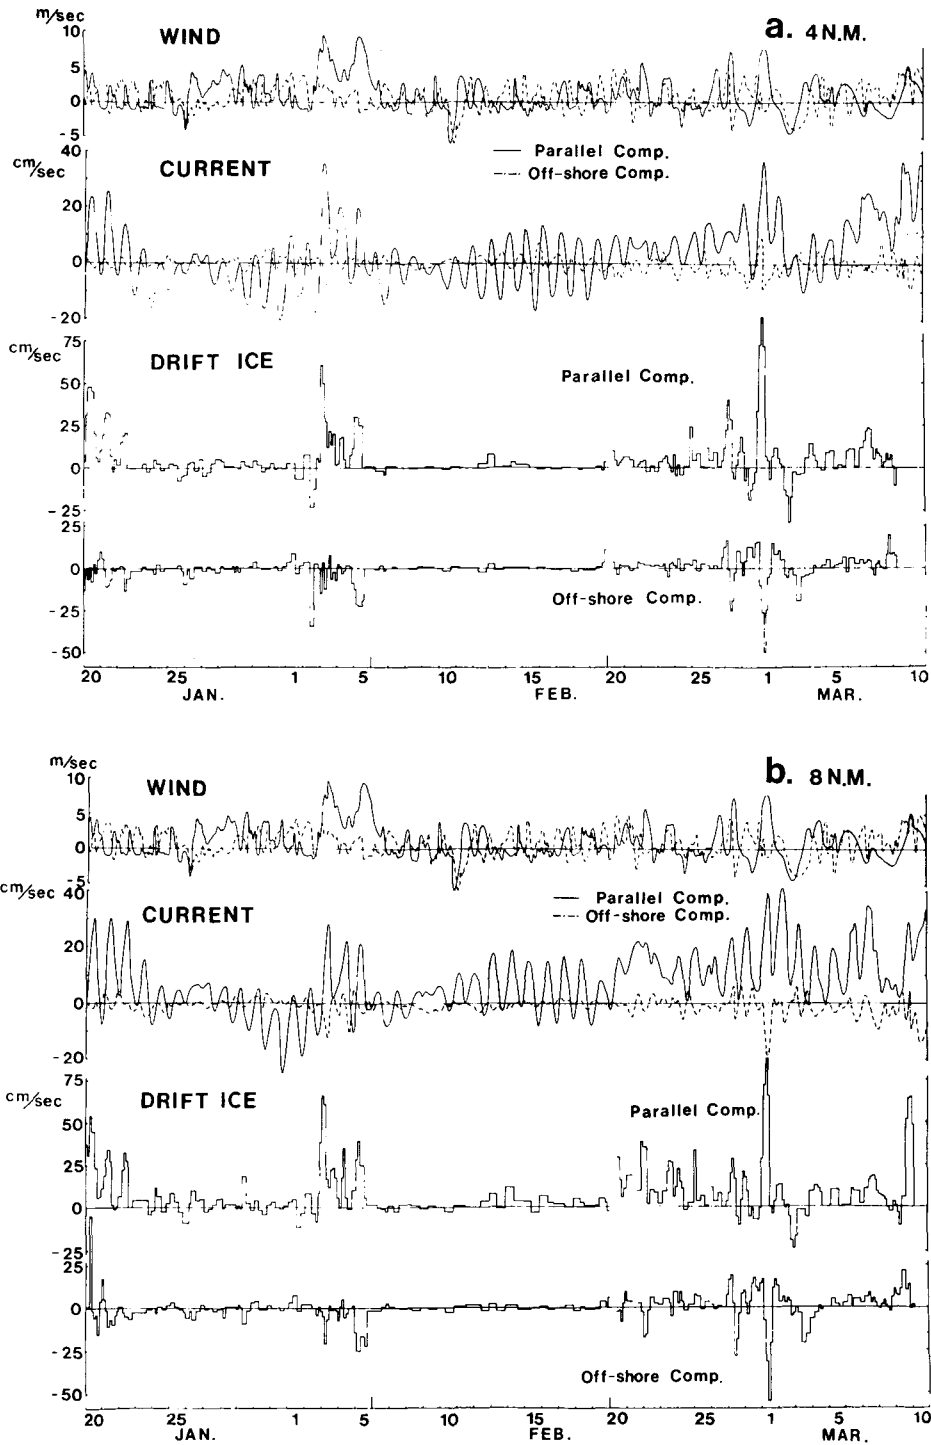 m/sec
a. 4 N.M.
WIND
10
5
0
-5
cm/sec
40
CURRENT
Parallel Comp.
Off-shore Comp.
20
0
-20
cm/sec
75
DRIFT ICE
Parallel Comp.
50
25
0
-25
25
0
Off-shore Comp.
-25
-50
20 25 1 5 10 15 20 25 1 5 10
JAN. FEB. MAR.
m/sec
b. 8 N.M.
WIND
10
5
0
-5
cm/sec
40
CURRENT
Parallel Comp.
Off-shore Comp.
20
0
-20
cm/sec
75
DRIFT ICE
Parallel Comp.
50
25
0
-25
25
0
-25
Off-shore Comp.
-50
20 25 1 5 10 15 20 25 1 5 10
JAN. FEB. MAR.